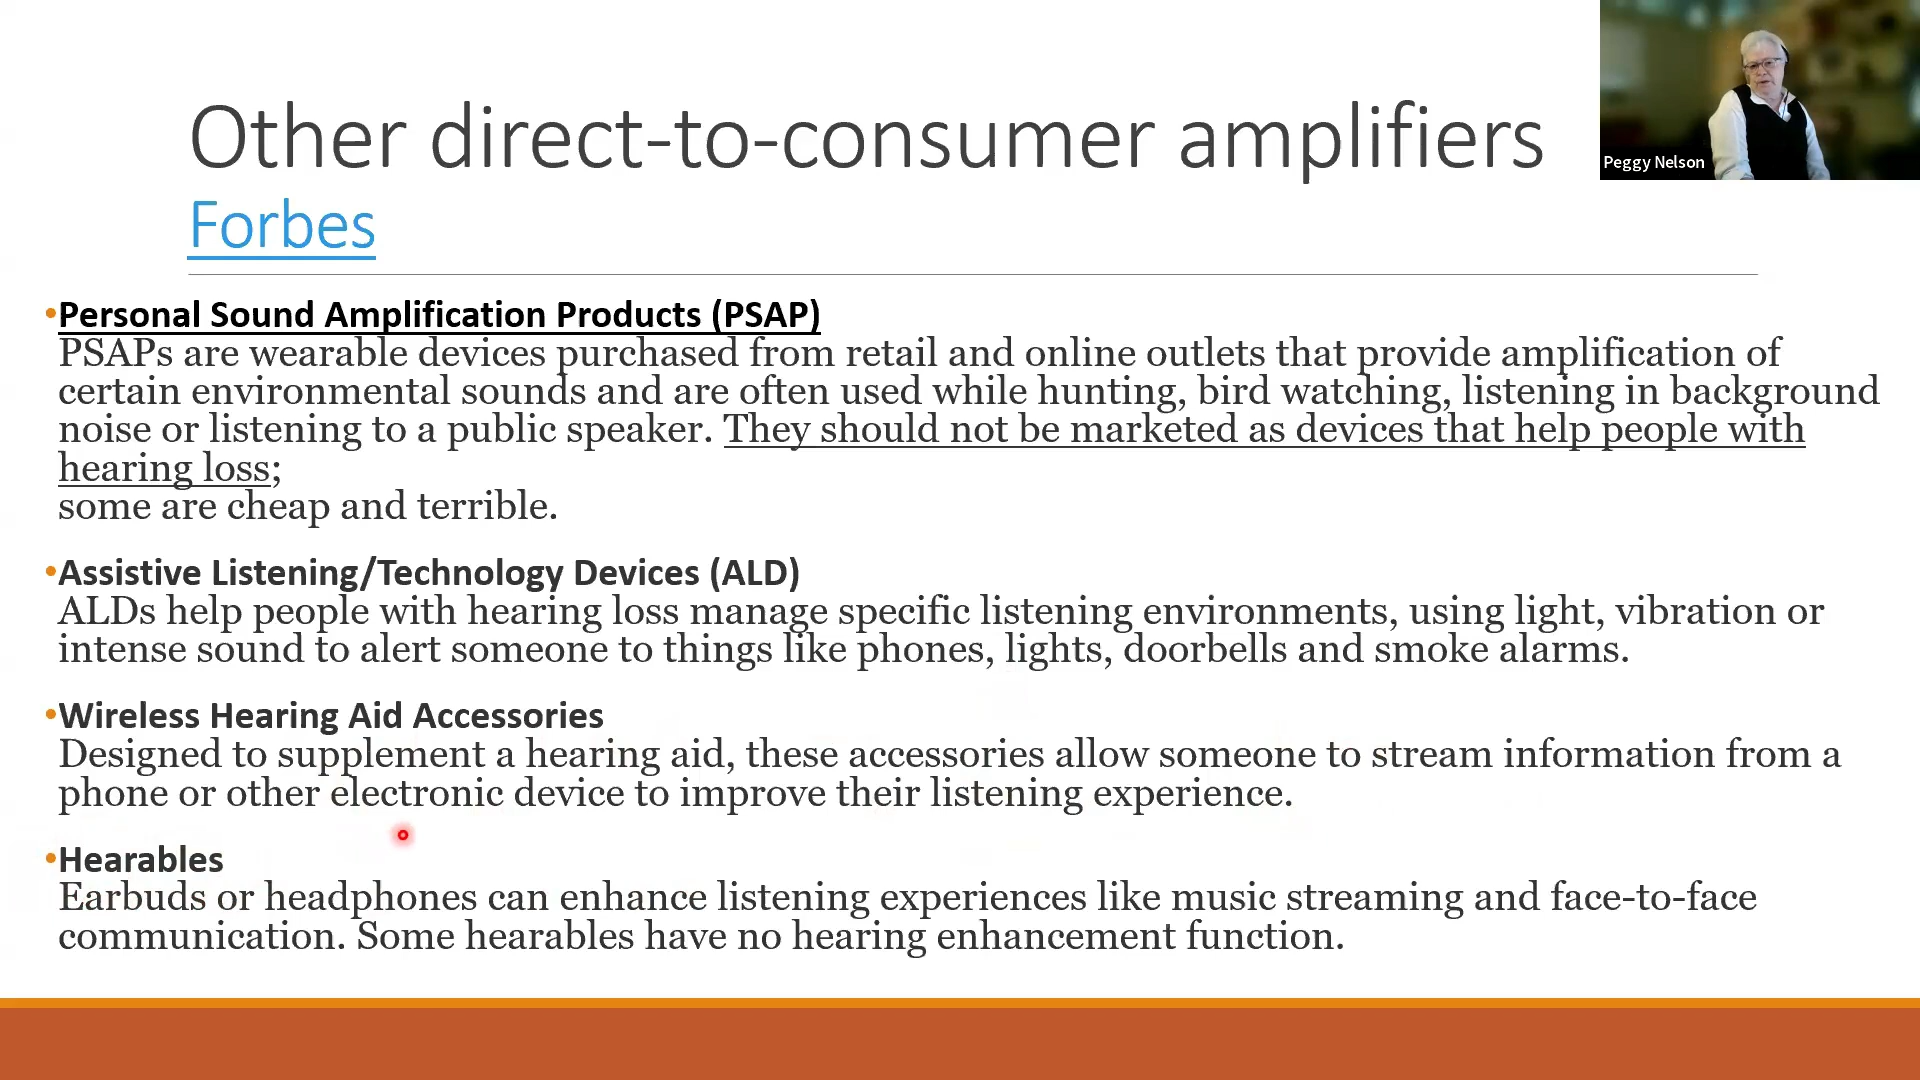 Other direct-to-consumer amplifiers
Forbes
Peggy Nelson
•Personal Sound Amplification Products (PSAP)
PSAPs are wearable devices purchased from retail and online outlets that provide amplification of
certain environmental sounds and are often used while hunting, bird watching, listening in background
noise or listening to a public speaker. They should not be marketed as devices that help people with
hearing loss;
some are cheap and terrible.
•Assistive Listening/Technology Devices (ALD)
ALDs help people with hearing loss manage specific listening environments, using light, vibration or
intense sound to alert someone to things like phones, lights, doorbells and smoke alarms.
•Wireless Hearing Aid Accessories
Designed to supplement a hearing aid, these accessories allow someone to stream information from a
phone or other electronic device to improve their listening experience.
•Hearables
Earbuds or headphones can enhance listening experiences like music streaming and face-to-face
communication. Some hearables have no hearing enhancement function.